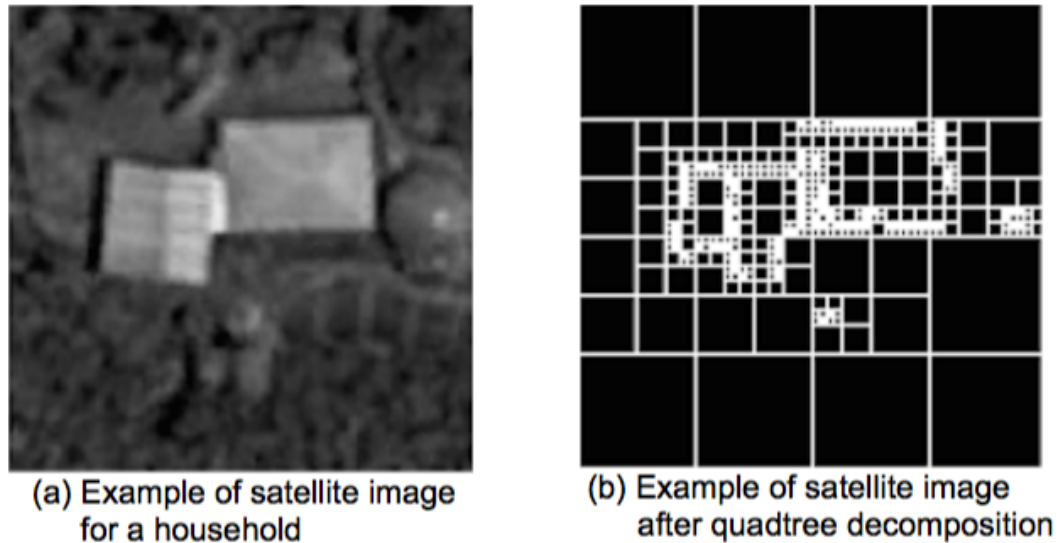 (a) Example of satellite image
for a household
(b) Example of satellite image
after quadtree decomposition